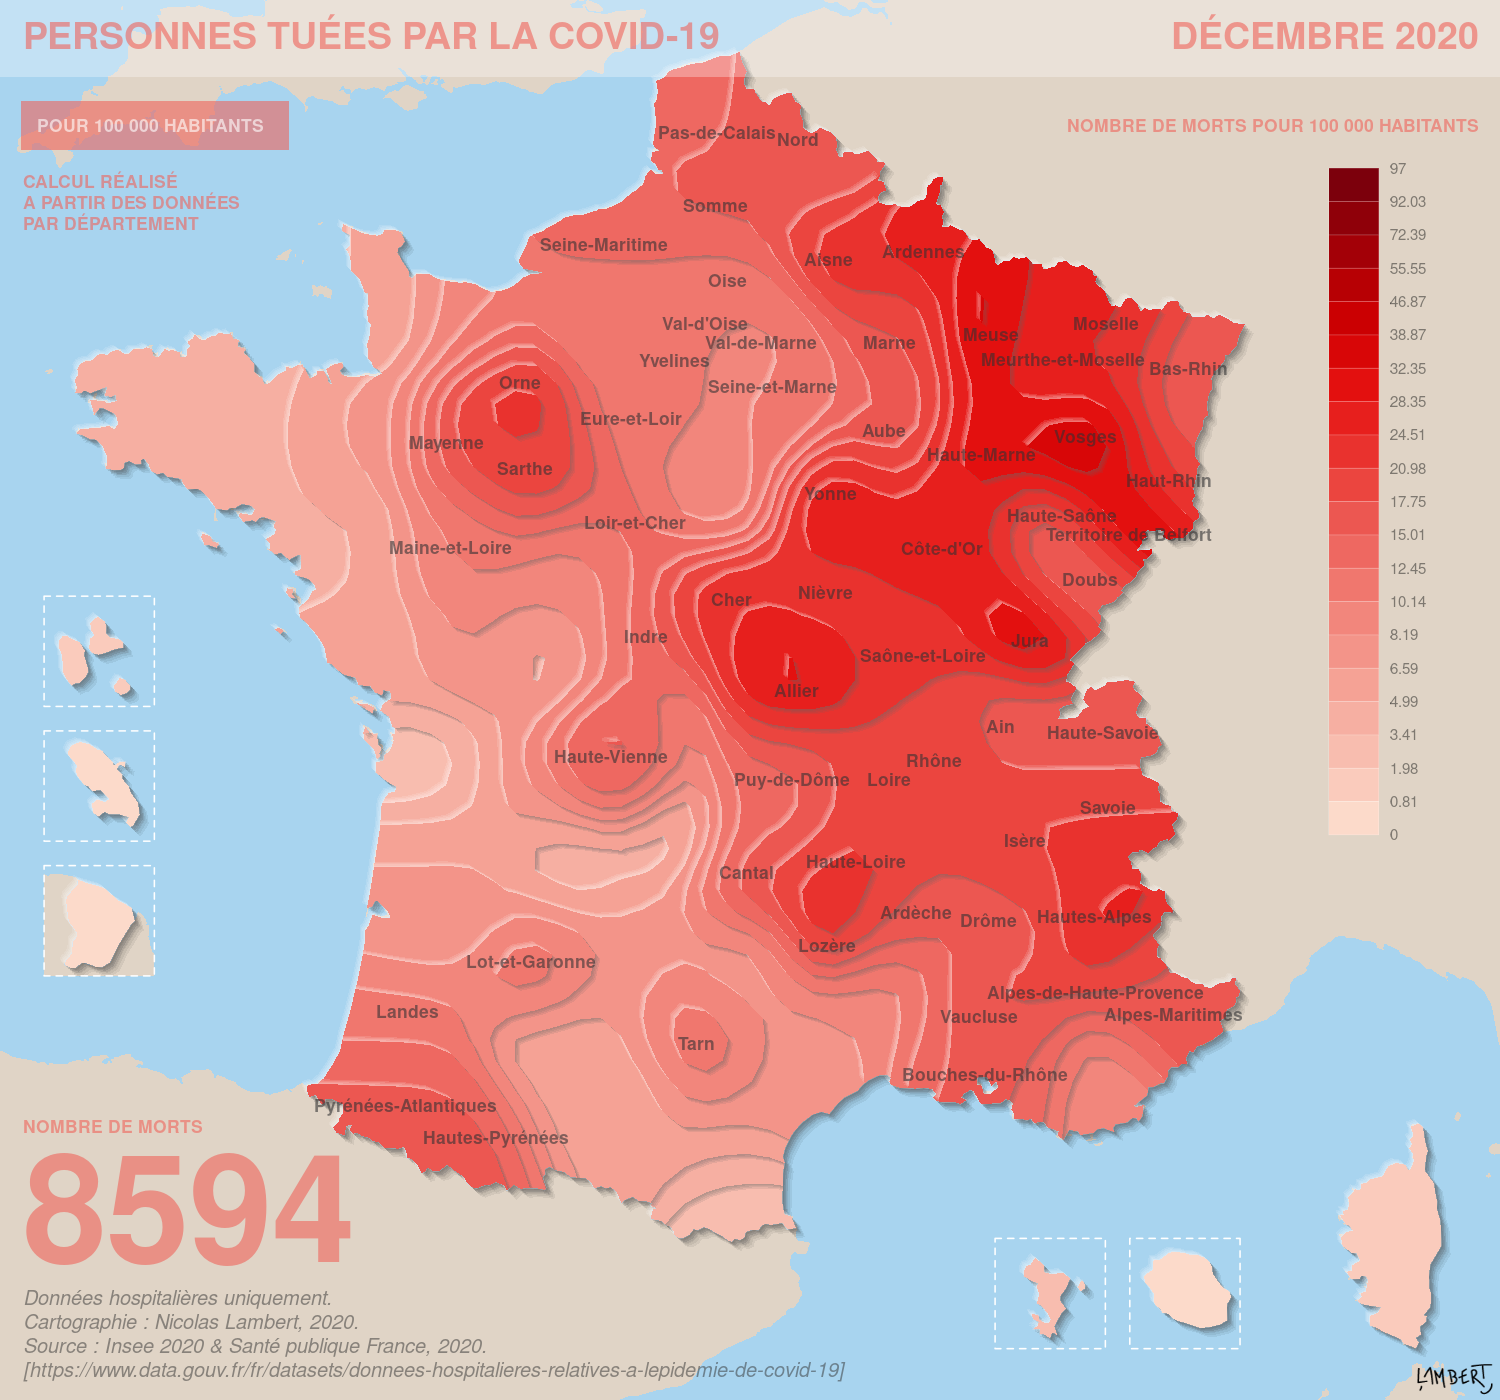 PERSONNES TUÉES PAR LA COVID-19
DÉCEMBRE 2020
POUR 100 000 HABITANTS
CALCUL RÉALISÉ
A PARTIR DES DONNÉES
PAR DÉPARTEMENT
NOMBRE DE MORTS POUR 100 000 HABITANTS
97
92.03
72.39
55.55
46.87
38.87
32.35
28.35
24.51
20.98
17.75
15.01
12.45
10.14
8.19
6.59
4.99
3.41
1.98
0.81
0
Pas-de-Calais
Nord
Somme
Seine-Maritime
Aisne
Ardennes
Oise
Val-d'Oise
Val-de-Marne
Marne
Meuse
Moselle
Yvelines
Meurthe-et-Moselle
Bas-Rhin
Orne
Seine-et-Marne
Eure-et-Loir
Mayenne
Aube
Vosges
Sarthe
Haute-Marne
Haut-Rhin
Yonne
Loir-et-Cher
Haute-Saône
Territoire de Belfort
Maine-et-Loire
Côte-d'Or
Doubs
Cher
Nièvre
Indre
Jura
Saône-et-Loire
Allier
Ain
Haute-Savoie
Haute-Vienne
Rhône
Puy-de-Dôme
Loire
Savoie
Isère
Haute-Loire
Cantal
Ardèche
Drôme
Hautes-Alpes
Lozère
Lot-et-Garonne
Alpes-de-Haute-Provence
Landes
Vaucluse
Alpes-Maritimes
Tarn
Bouches-du-Rhône
Pyrénées-Atlantiques
Hautes-Pyrénées
NOMBRE DE MORTS
8594
Données hospitalières uniquement.
Cartographie : Nicolas Lambert, 2020.
Source : Insee 2020 & Santé publique France, 2020.
[https://www.data.gouv.fr/fr/datasets/donnees-hospitalieres-relatives-a-lepidemie-de-covid-19]
LAMBERT